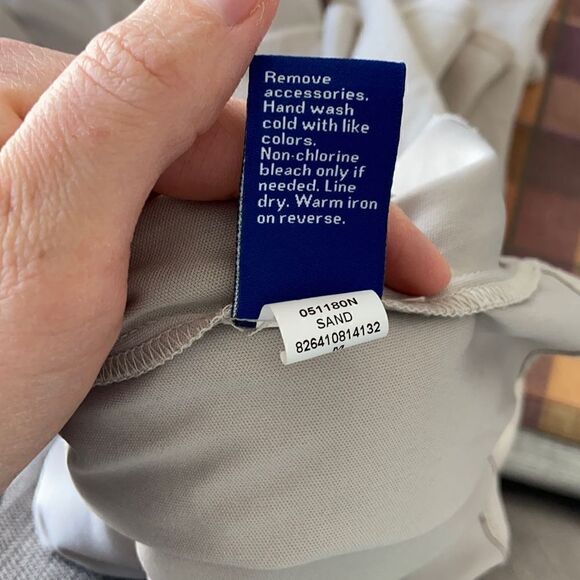 Remove
accessories.
Hand wash
cold with like
colors.
Non-chlorine
bleach only if
needed. Line
dry. Warm iron
on reverse.
051180N
SAND
826410814132